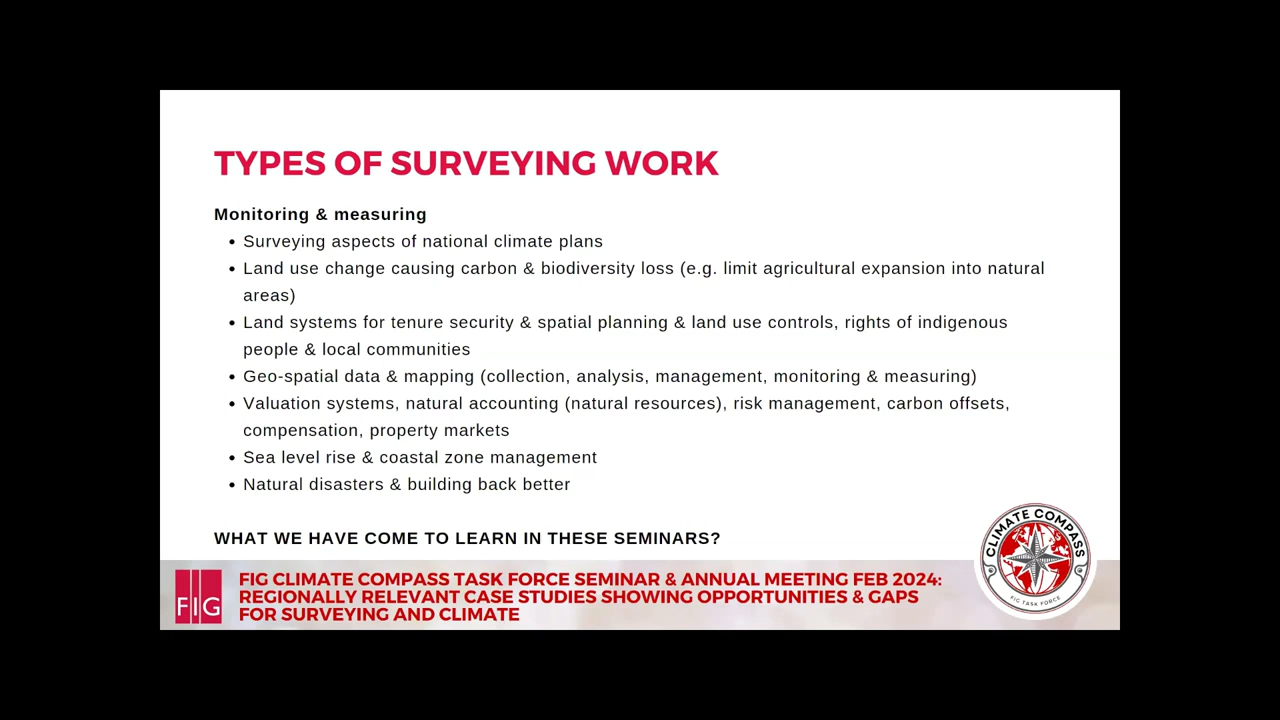 TYPES OF SURVEYING WORK
Monitoring & measuring
• Surveying aspects of national climate plans
• Land use change causing carbon & biodiversity loss (e.g. limit agricultural expansion into natural
areas)
• Land systems for tenure security & spatial planning & land use controls, rights of indigenous
people & local communities
• Geo-spatial data & mapping (collection, analysis, management, monitoring & measuring)
• Valuation systems, natural accounting (natural resources), risk management, carbon offsets,
compensation, property markets
• Sea level rise & coastal zone management
• Natural disasters & building back better
WHAT WE HAVE COME TO LEARN IN THESE SEMINARS?
FIG
FIG CLIMATE COMPASS TASK FORCE SEMINAR & ANNUAL MEETING FEB 2024:
REGIONALLY RELEVANT CASE STUDIES SHOWING OPPORTUNITIES & GAPS
FOR SURVEYING AND CLIMATE
CLIMATE COMPASS
FIG TASK FORCE